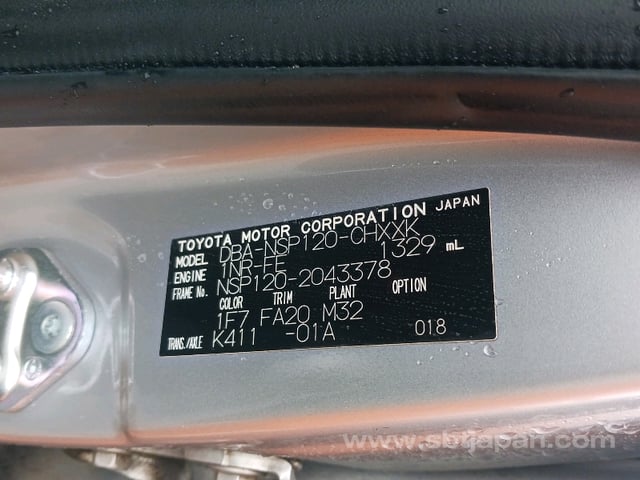 TOYOTA MOTOR CORPORATION JAPAN
MODEL DBA-NSP120-CHXXK
ENGINE 1NR-FE 1329 mL
FRAME No. NSP120-2043378
COLOR TRIM PLANT OPTION
1F7 FA20 M32
TRANS./AXLE K411 -01A 018
www.sbtjapan.com